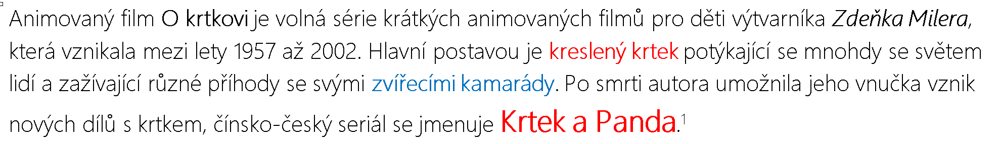 Animovaný film O krtkovi je volná série krátkých animovaných filmů pro děti výtvarníka Zdeňka Milera,
která vznikala mezi lety 1957 až 2002. Hlavní postavou je kreslený krtek potýkající se mnohdy se světem
lidí a zažívající různé příhody se svými zvířecími kamarády. Po smrti autora umožnila jeho vnučka vznik
nových dílů s krtkem, čínsko-český seriál se jmenuje Krtek a Panda.¹